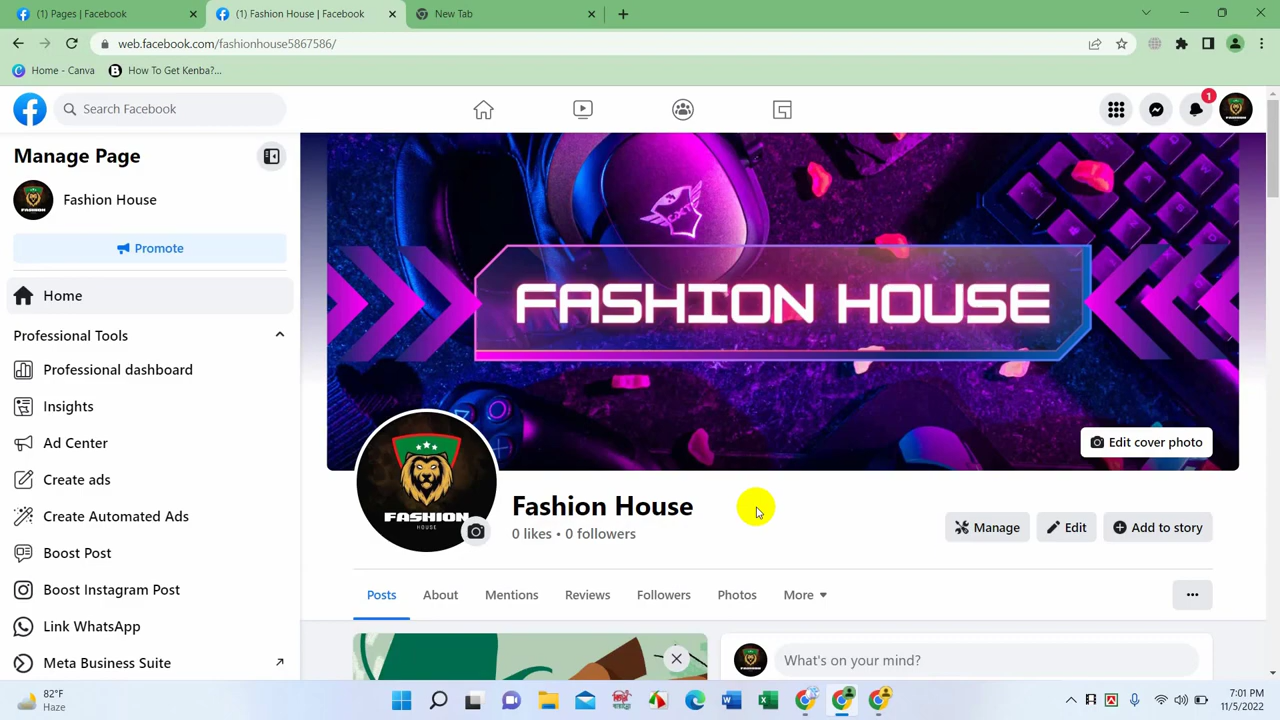 (1) Pages | Facebook
(1) Fashion House | Facebook
New Tab
web.facebook.com/fashionhouse5867586/
Home - Canva
How To Get Kenba?...
Search Facebook
1
Manage Page
Fashion House
Promote
Home
Professional Tools
Professional dashboard
Insights
Ad Center
Create ads
Create Automated Ads
Boost Post
Boost Instagram Post
Link WhatsApp
Meta Business Suite
EXT
FASHION HOUSE
Edit cover photo
FASHION
HOUSE
Fashion House
0 likes • 0 followers
Manage
Edit
Add to story
Posts
About
Mentions
Reviews
Followers
Photos
More
What's on your mind?
82°F
Haze
7:01 PM
11/5/2022